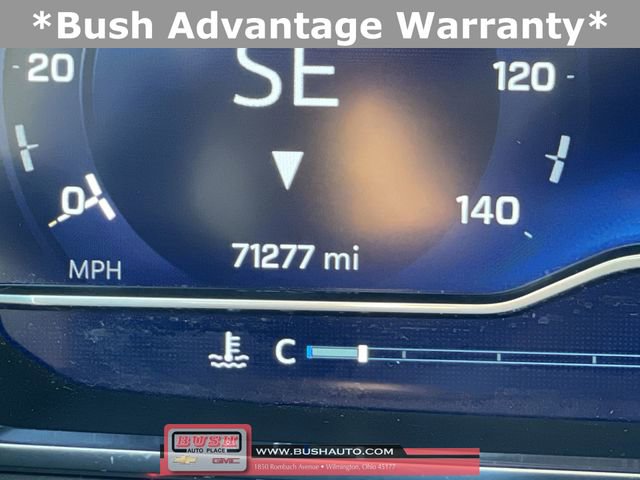 *Bush Advantage Warranty*
20
SE
120
0
140
71277 mi
MPH
C
BUSH
AUTO PLACE
GMC
WWW.BUSHAUTO.COM
1850 Rombach Avenue • Wilmington, Ohio 45177